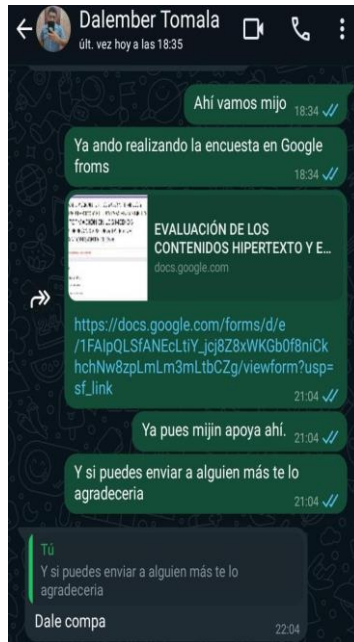 Dalember Tomala
últ. vez hoy a las 18:35
Ahí vamos mijo 18:34
Ya ando realizando la encuesta en Google
froms
18:34
EVALUACIÓN DE LOS
CONTENIDOS HIPERTEXTO Y E...
docs.google.com
https://docs.google.com/forms/d/e
/1FAIpQLSfANEcLtiY_jcj8Z8xWKGb0f8niCk
hchNw8zpLmLm3mLtbCZg/viewform?usp=
sf_link
21:04
Ya pues mijin apoya ahí. 21:04
Y si puedes enviar a alguien más te lo
agradeceria
21:04
Tú
Y si puedes enviar a alguien más te lo
agradeceria
Dale compa
22:04